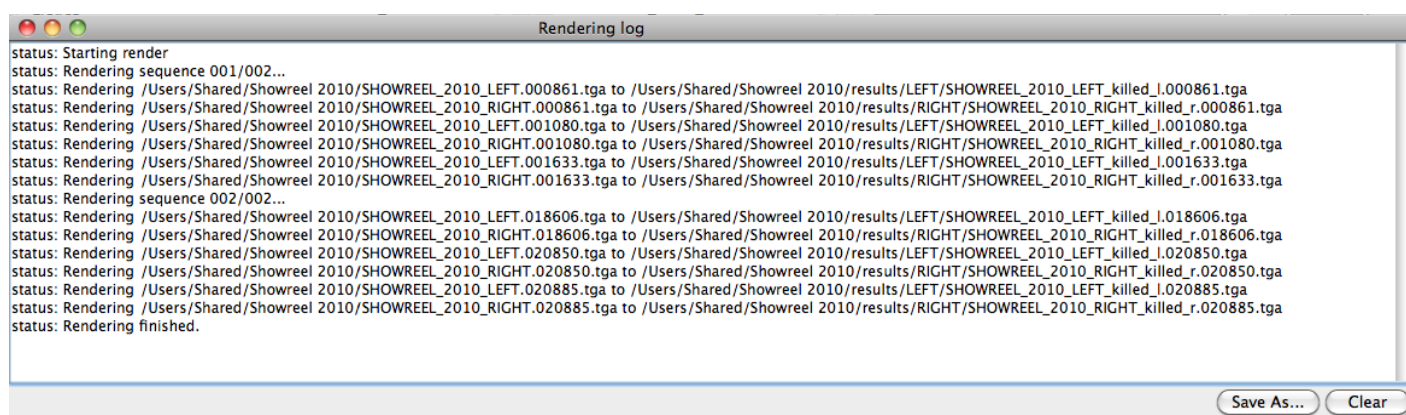 Rendering log
status: Starting render
status: Rendering sequence 001/002...
status: Rendering /Users/Shared/Showreel 2010/SHOWREEL_2010_LEFT.000861.tga to /Users/Shared/Showreel 2010/results/LEFT/SHOWREEL_2010_LEFT_killed_l.000861.tga
status: Rendering /Users/Shared/Showreel 2010/SHOWREEL_2010_RIGHT.000861.tga to /Users/Shared/Showreel 2010/results/RIGHT/SHOWREEL_2010_RIGHT_killed_r.000861.tga
status: Rendering /Users/Shared/Showreel 2010/SHOWREEL_2010_LEFT.001080.tga to /Users/Shared/Showreel 2010/results/LEFT/SHOWREEL_2010_LEFT_killed_l.001080.tga
status: Rendering /Users/Shared/Showreel 2010/SHOWREEL_2010_RIGHT.001080.tga to /Users/Shared/Showreel 2010/results/RIGHT/SHOWREEL_2010_RIGHT_killed_r.001080.tga
status: Rendering /Users/Shared/Showreel 2010/SHOWREEL_2010_LEFT.001633.tga to /Users/Shared/Showreel 2010/results/LEFT/SHOWREEL_2010_LEFT_killed_l.001633.tga
status: Rendering /Users/Shared/Showreel 2010/SHOWREEL_2010_RIGHT.001633.tga to /Users/Shared/Showreel 2010/results/RIGHT/SHOWREEL_2010_RIGHT_killed_r.001633.tga
status: Rendering sequence 002/002...
status: Rendering /Users/Shared/Showreel 2010/SHOWREEL_2010_LEFT.018606.tga to /Users/Shared/Showreel 2010/results/LEFT/SHOWREEL_2010_LEFT_killed_l.018606.tga
status: Rendering /Users/Shared/Showreel 2010/SHOWREEL_2010_RIGHT.018606.tga to /Users/Shared/Showreel 2010/results/RIGHT/SHOWREEL_2010_RIGHT_killed_r.018606.tga
status: Rendering /Users/Shared/Showreel 2010/SHOWREEL_2010_LEFT.020850.tga to /Users/Shared/Showreel 2010/results/LEFT/SHOWREEL_2010_LEFT_killed_l.020850.tga
status: Rendering /Users/Shared/Showreel 2010/SHOWREEL_2010_RIGHT.020850.tga to /Users/Shared/Showreel 2010/results/RIGHT/SHOWREEL_2010_RIGHT_killed_r.020850.tga
status: Rendering /Users/Shared/Showreel 2010/SHOWREEL_2010_LEFT.020885.tga to /Users/Shared/Showreel 2010/results/LEFT/SHOWREEL_2010_LEFT_killed_l.020885.tga
status: Rendering /Users/Shared/Showreel 2010/SHOWREEL_2010_RIGHT.020885.tga to /Users/Shared/Showreel 2010/results/RIGHT/SHOWREEL_2010_RIGHT_killed_r.020885.tga
status: Rendering finished.
Save As... Clear